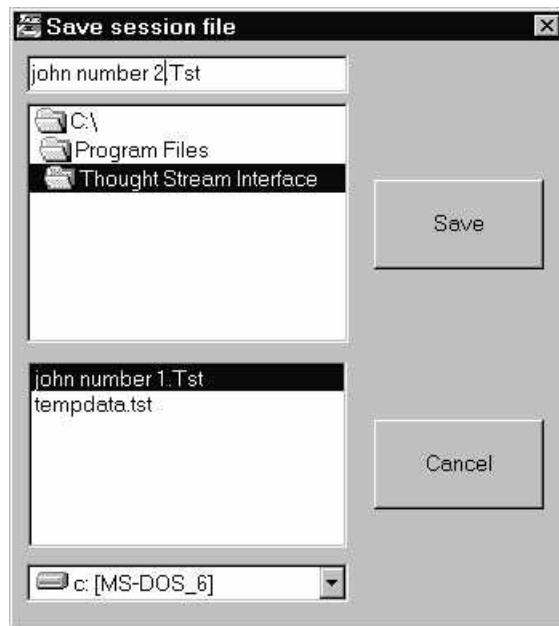 Save session file
john number 2.Tst
C:\
Program Files
Thought Stream Interface
Save
john number 1.Tst
tempdata.tst
Cancel
c: [MS-DOS_6]